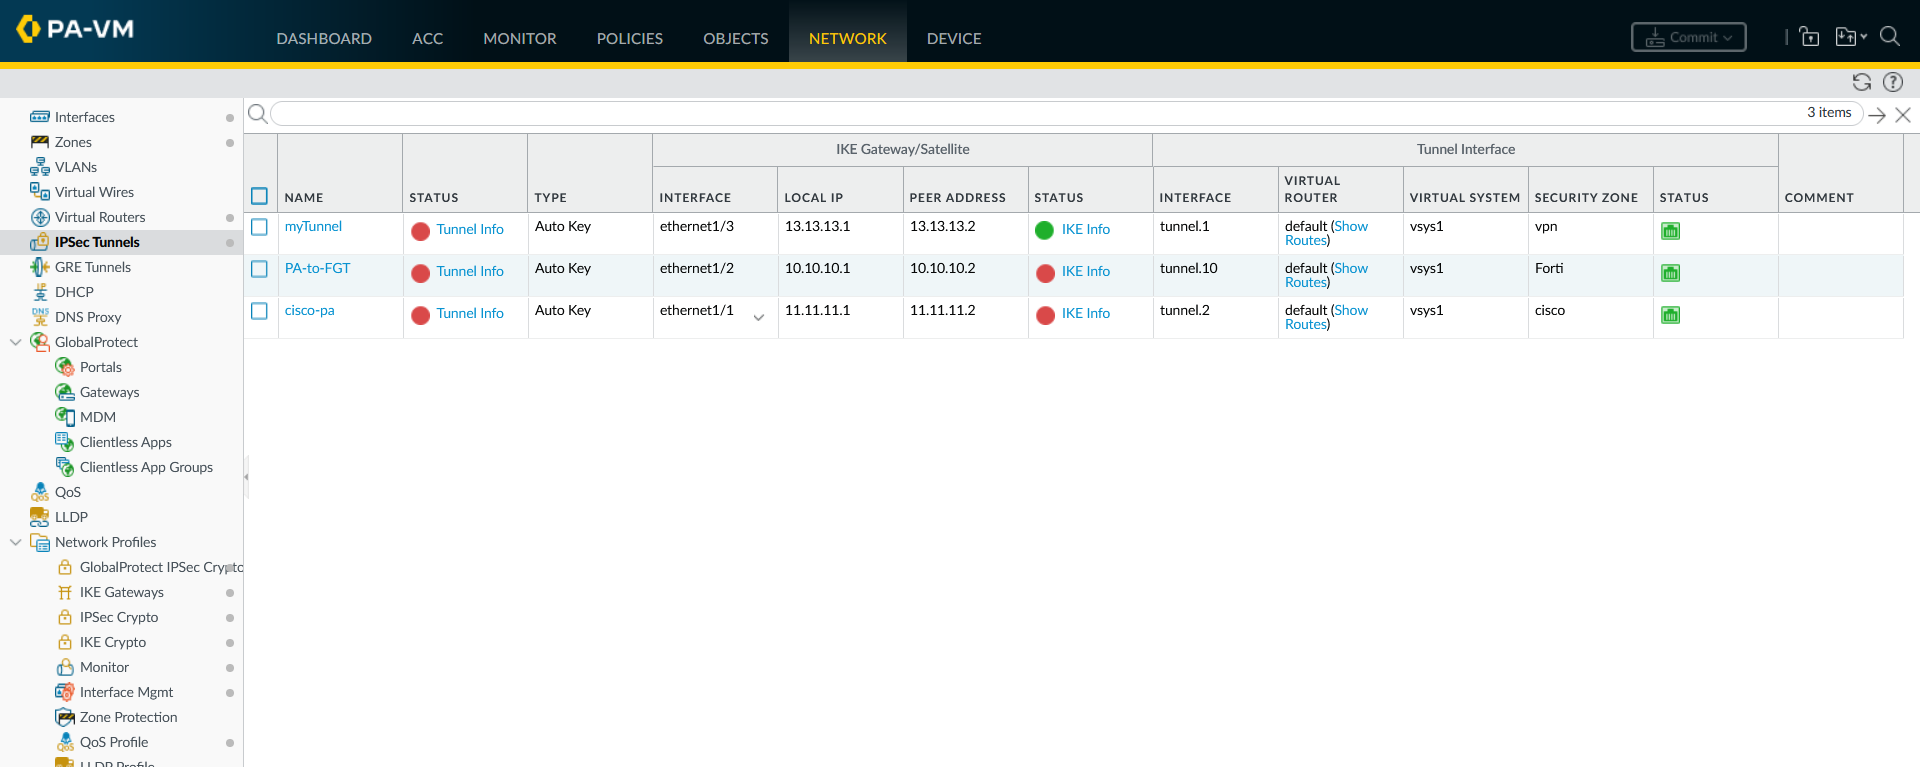 PA-VM
DASHBOARD ACC MONITOR POLICIES OBJECTS NETWORK DEVICE Commit
3 items
Interfaces
Zones
VLANs
Virtual Wires
Virtual Routers
IPSec Tunnels
GRE Tunnels
DHCP
DNS Proxy
GlobalProtect
Portals
Gateways
MDM
Clientless Apps
Clientless App Groups
QoS
LLDP
Network Profiles
GlobalProtect IPSec Crypto
IKE Gateways
IPSec Crypto
IKE Crypto
Monitor
Interface Mgmt
Zone Protection
QoS Profile
LLDP Profile
IKE Gateway/Satellite Tunnel Interface
NAME STATUS TYPE INTERFACE LOCAL IP PEER ADDRESS STATUS INTERFACE VIRTUAL ROUTER VIRTUAL SYSTEM SECURITY ZONE STATUS COMMENT
myTunnel Tunnel Info Auto Key ethernet1/3 13.13.13.1 13.13.13.2 IKE Info tunnel.1 default (Show Routes) vsys1 vpn
PA-to-FGT Tunnel Info Auto Key ethernet1/2 10.10.10.1 10.10.10.2 IKE Info tunnel.10 default (Show Routes) vsys1 Forti
cisco-pa Tunnel Info Auto Key ethernet1/1 11.11.11.1 11.11.11.2 IKE Info tunnel.2 default (Show Routes) vsys1 cisco